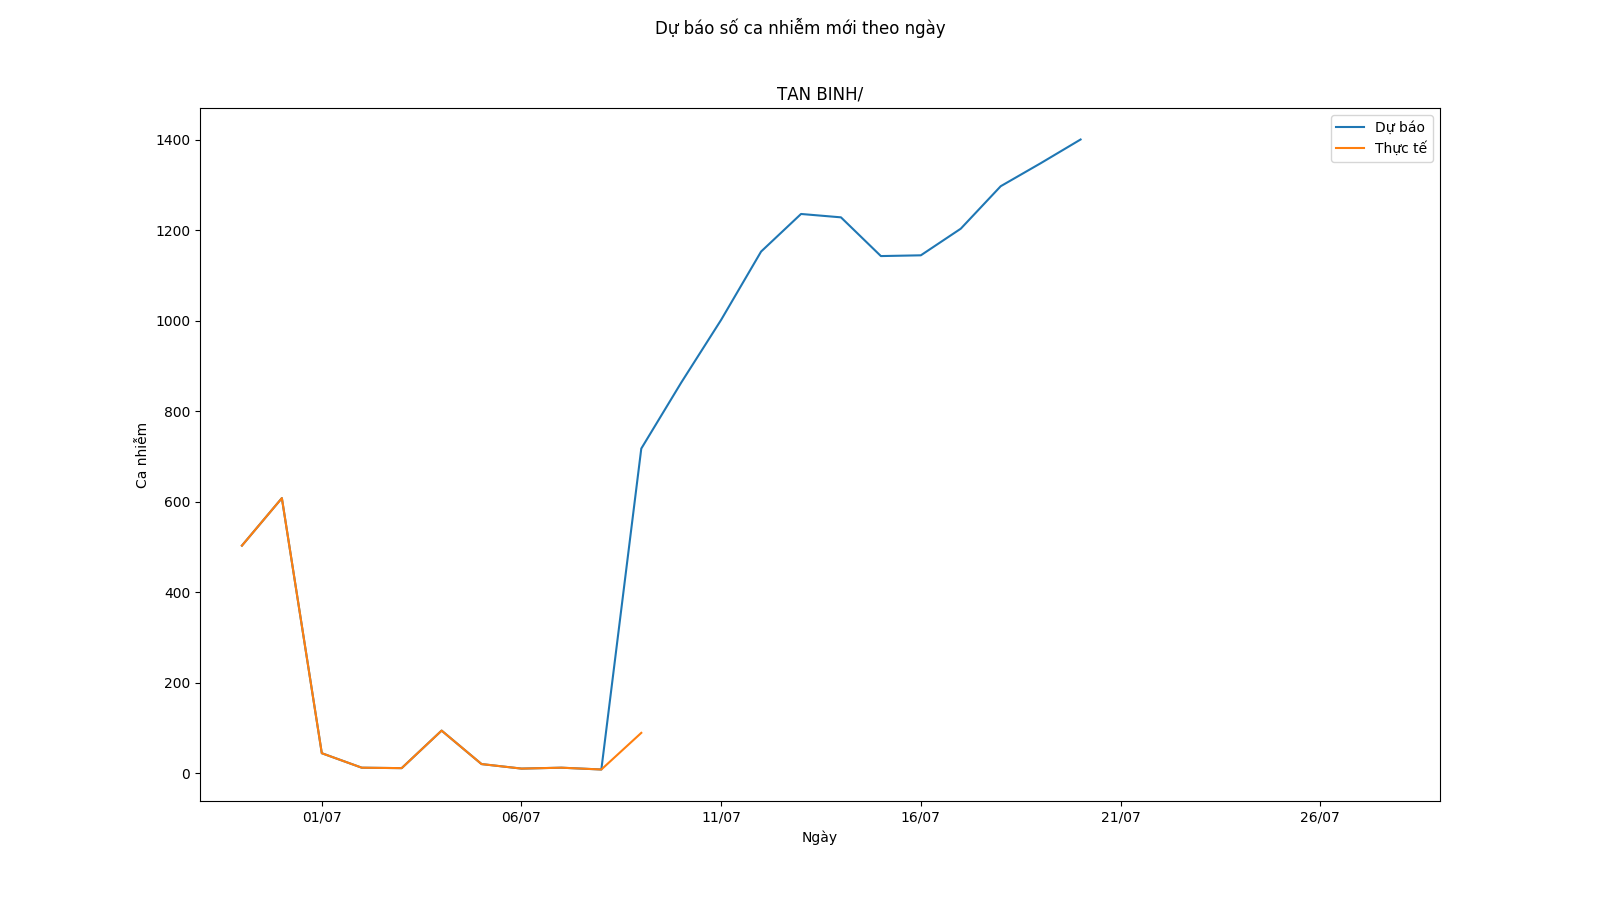 Dự báo số ca nhiễm mới theo ngày
TAN BINH/
Dự báo
Thực tế
1400
1200
1000
800
600
400
200
0
Ca nhiễm
01/07
06/07
11/07
16/07
21/07
26/07
Ngày